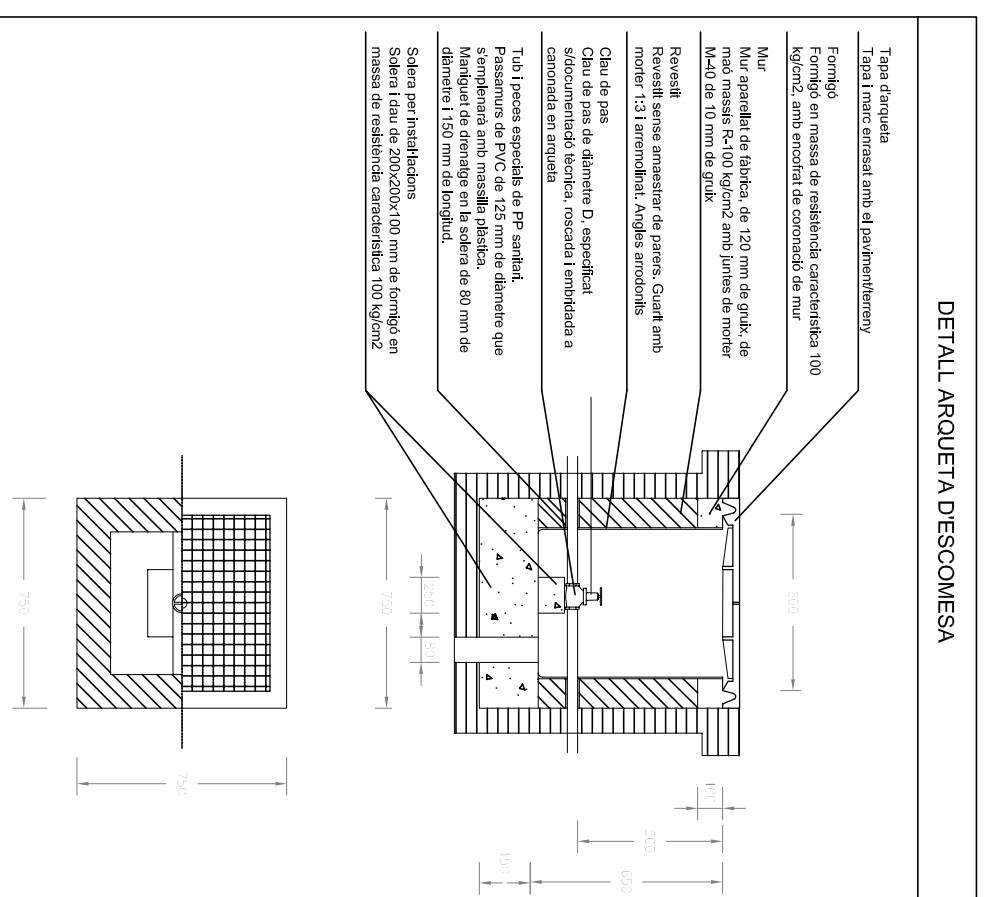 DETALL ARQUETA D'ESCOMESA
Tapa d'arqueta
Tapa i marc enrasat amb el paviment/terreny
Formigó
Formigó en massa de resistència característica 100
kg/cm2, amb encofrat de coronació de mur
Mur
Mur aparellat de fàbrica, de 120 mm de gruix, de
maó massís R-100 kg/cm2 amb juntes de morter
M-40 de 10 mm de gruix
Revestit
Revestit sense amaestrar de parers. Guarít amb
morter 1:3 i arremolinat. Angles arrodonits
Clau de pas
Clau de pas de diàmetre D, especificat
s/documentació tècnica, roscada i embridada a
canonada en arqueta
Tub i peces especials de PP sanitari.
Passamurs de PVC de 125 mm de diàmetre que
s'emplenarà amb massilla plàstica.
Maniguet de drenatge en la solera de 80 mm de
diàmetre i 150 mm de longitud.
Solera per instal·lacions
Solera i dau de 200x200x100 mm de formigó en
massa de resistència característica 100 kg/cm2
100
650
150
250
80
750
750
750